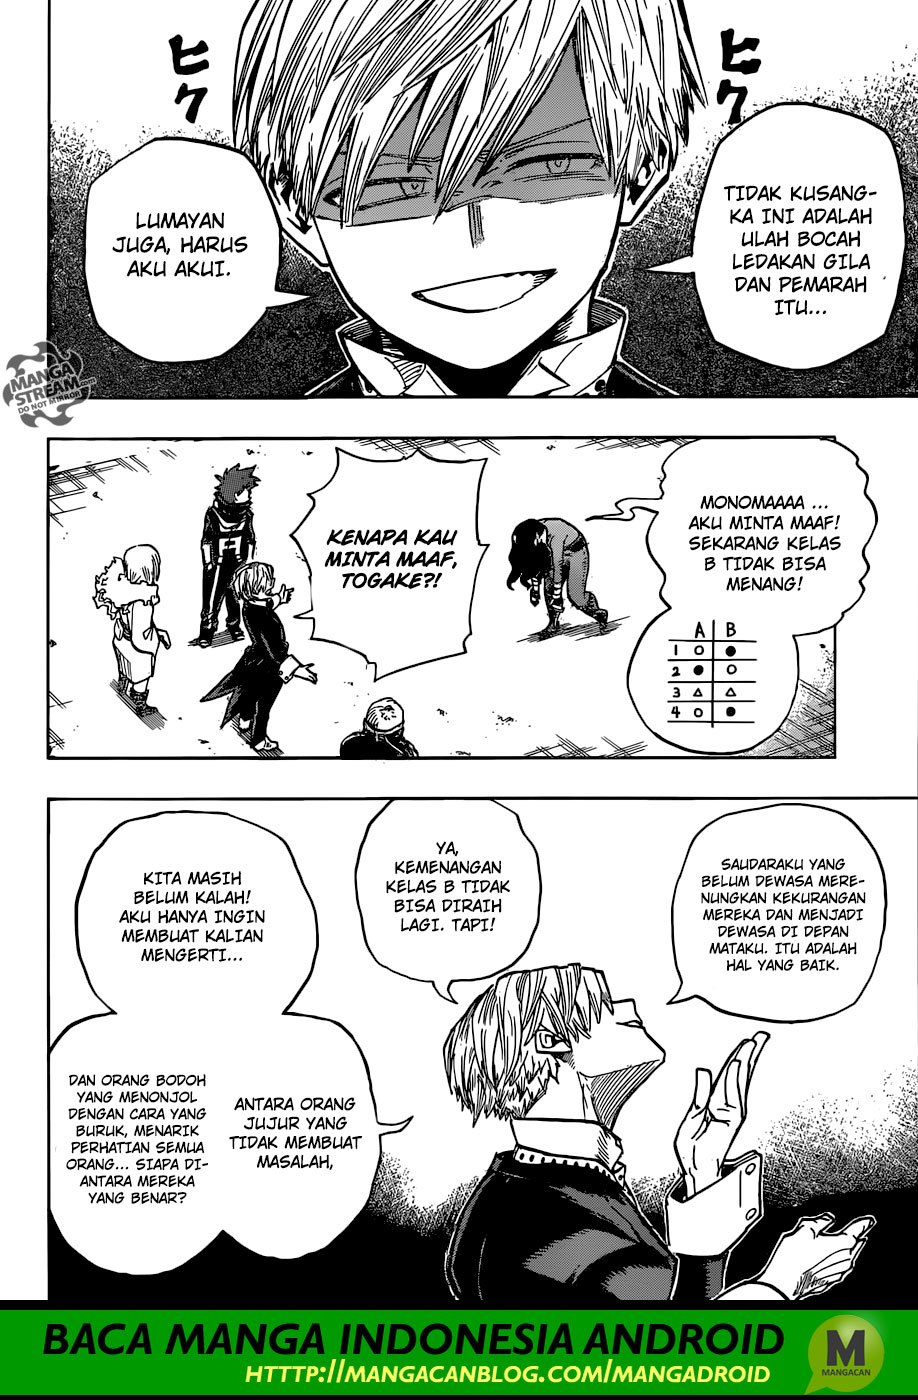 ヒク
ヒク
TIDAK KUSANG-
KA INI ADALAH
ULAH BOCAH
LEDAKAN GILA
DAN PEMARAH
ITU...
LUMAYAN
JUGA, HARUS
AKU AKUI.
MANGA
STREAM.com
DO NOT MIRROR
MONOMAAAA ...
AKU MINTA MAAF!
SEKARANG KELAS
B TIDAK BISA
MENANG!
A B
1 ○ ●
2 ● ○
3 △ △
4 ○ ●
KENAPA KAU
MINTA MAAF,
TOGAKE?!
SAUDARAKU YANG
BELUM DEWASA MERE-
NUNGKAN KEKURANGAN
MEREKA DAN MENJADI
DEWASA DI DEPAN
MATAKU. ITU ADALAH
HAL YANG BAIK.
YA,
KEMENANGAN
KELAS B TIDAK
BISA DIRAIH
LAGI. TAPI!
KITA MASIH
BELUM KALAH!
AKU HANYA INGIN
MEMBUAT KALIAN
MENGERTI...
ANTARA ORANG
JUJUR YANG
TIDAK MEMBUAT
MASALAH,
DAN ORANG BODOH
YANG MENONJOL
DENGAN CARA YANG
BURUK, MENARIK
PERHATIAN SEMUA
ORANG... SIAPA DI-
ANTARA MEREKA
YANG BENAR?
BACA MANGA INDONESIA ANDROID
HTTTP://MANGACANBLOG.COM/MANGADROID
M
MANGACAN